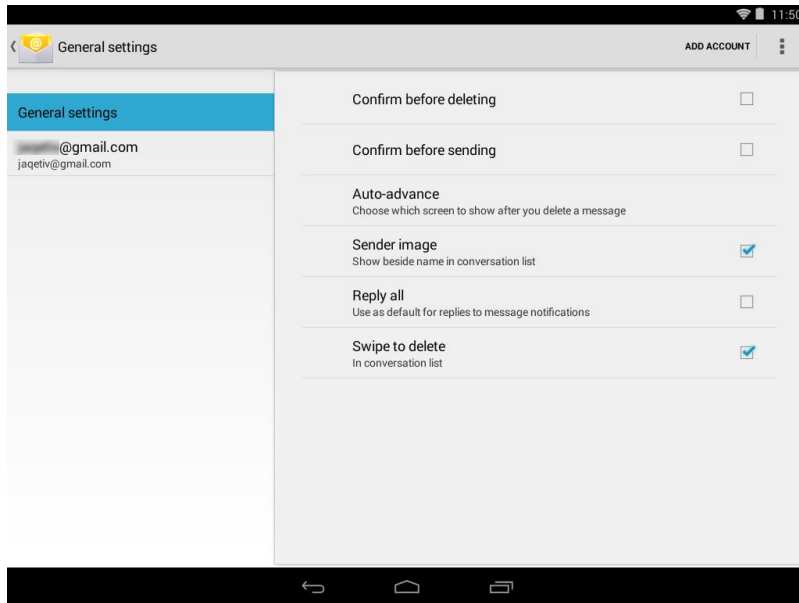 11:50
General settings
ADD ACCOUNT
General settings
@gmail.com
jaqetiv@gmail.com
Confirm before deleting
Confirm before sending
Auto-advance
Choose which screen to show after you delete a message
Sender image
Show beside name in conversation list
Reply all
Use as default for replies to message notifications
Swipe to delete
In conversation list